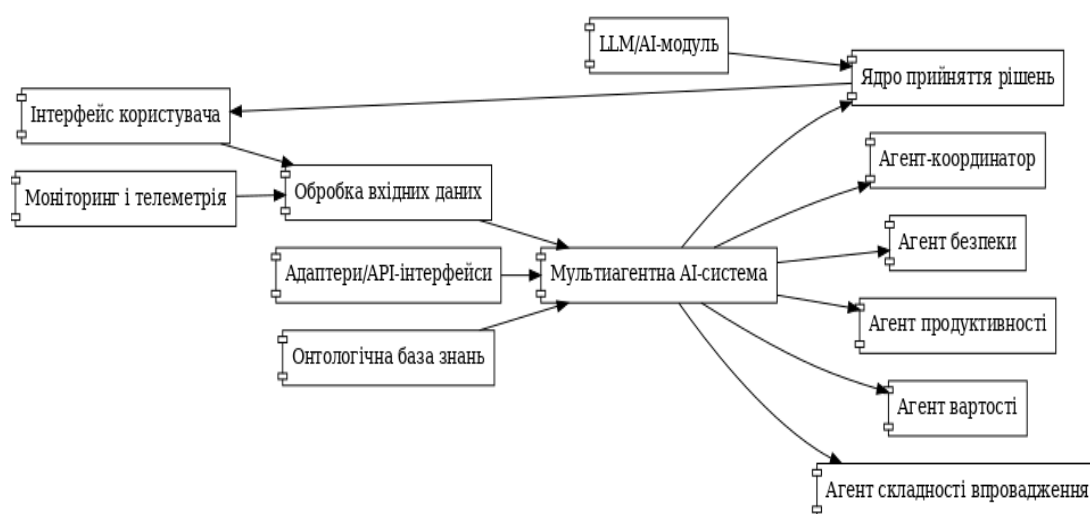 LLM/AI-модуль
Ядро прийняття рішень
Інтерфейс користувача
Агент-координатор
Обробка вхідних даних
Моніторинг і телеметрія
Агент безпеки
Адаптери/API-інтерфейси
Мультиагентна AI-система
Агент продуктивності
Онтологічна база знань
Агент вартості
Агент складності впровадження